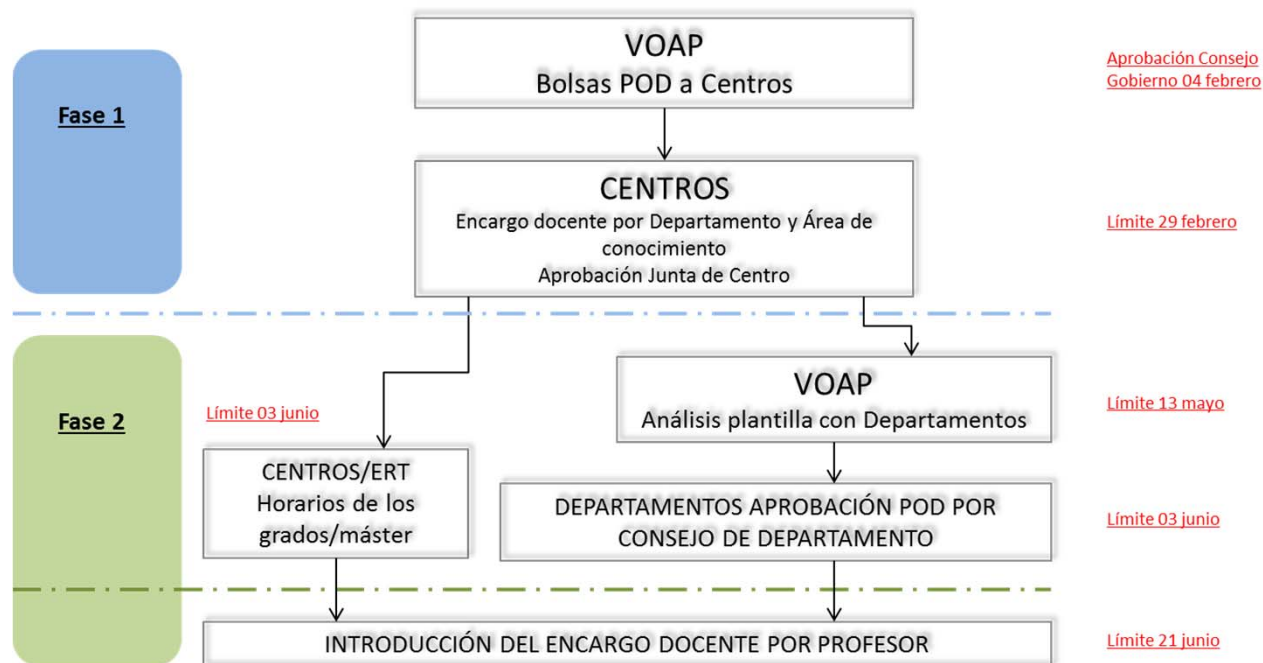 VOAP
Bolsas POD a Centros
Aprobación Consejo
Gobierno 04 febrero
Fase 1
CENTROS
Encargo docente por Departamento y Área de
conocimiento
Aprobación Junta de Centro
Límite 29 febrero
Fase 2
Límite 03 junio
VOAP
Análisis plantilla con Departamentos
Límite 13 mayo
CENTROS/ERT
Horarios de los
grados/máster
DEPARTAMENTOS APROBACIÓN POD POR
CONSEJO DE DEPARTAMENTO
Límite 03 junio
INTRODUCCIÓN DEL ENCARGO DOCENTE POR PROFESOR
Límite 21 junio